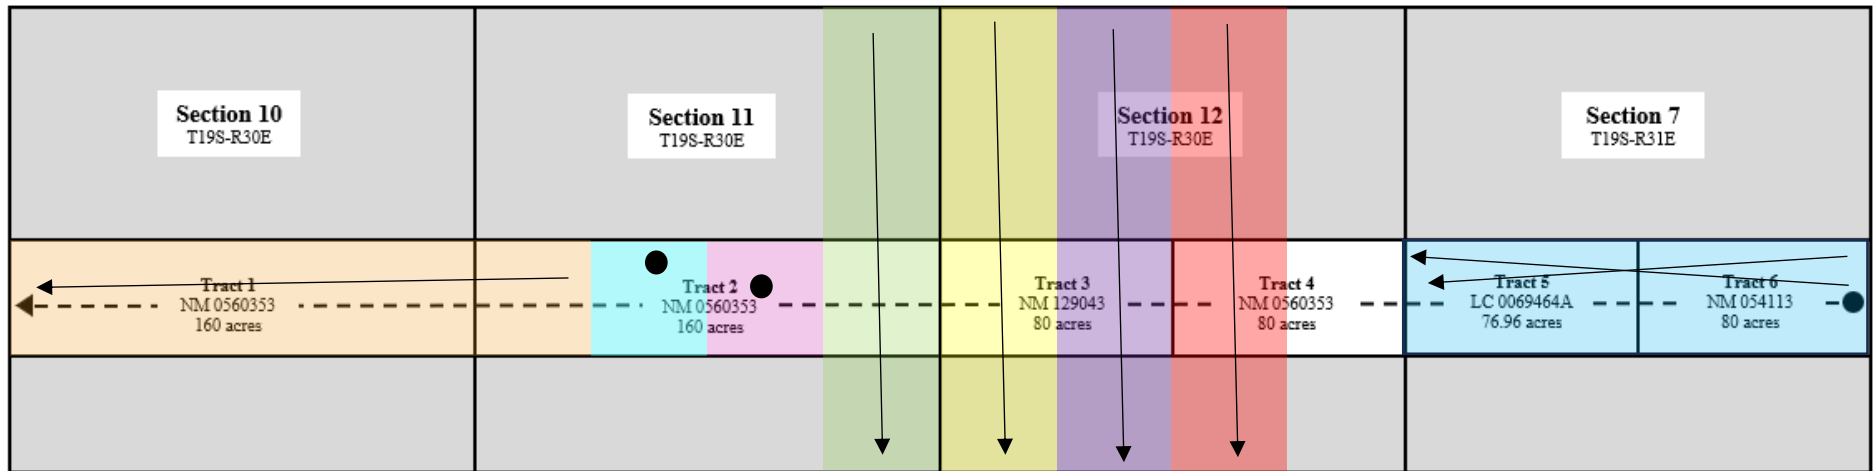 Section 10
T19S-R30E
Section 11
T19S-R30E
Section 12
T19S-R30E
Section 7
T19S-R31E
Tract 1
NM 0560353
160 acres
Tract 2
NM 0560353
160 acres
Tract 3
NM 129043
80 acres
Tract 4
NM 0560353
80 acres
Tract 5
LC 0069464A
76.96 acres
Tract 6
NM 054113
80 acres